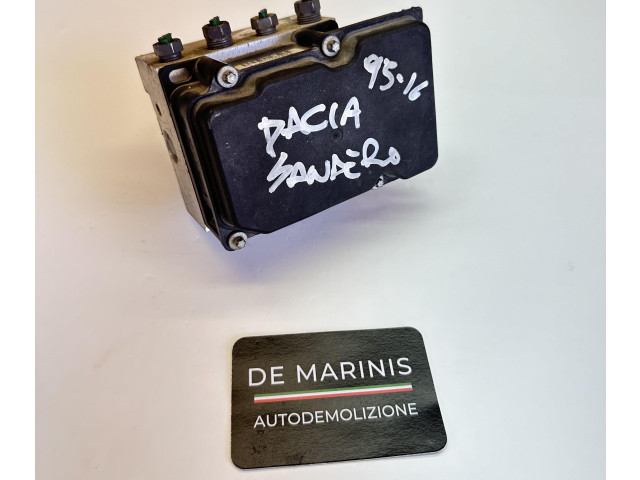 95-16
DACIA
SANDERO
DE MARINIS
AUTODEMOLIZIONE